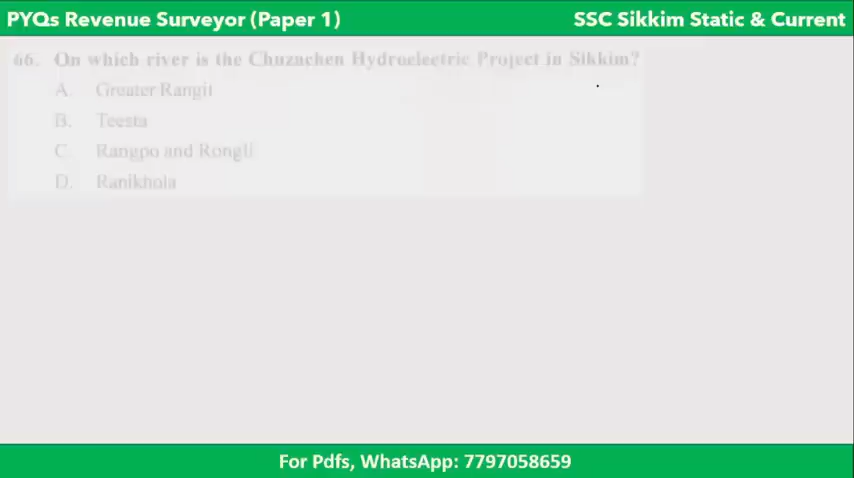 PYQs Revenue Surveyor (Paper 1)
SSC Sikkim Static & Current
66. On which river is the Chuzachen Hydroelectric Project in Sikkim?
A. Greater Rangit
B. Teesta
C. Rangpo and Rongli
D. Ranikhola
For Pdfs, WhatsApp: 7797058659